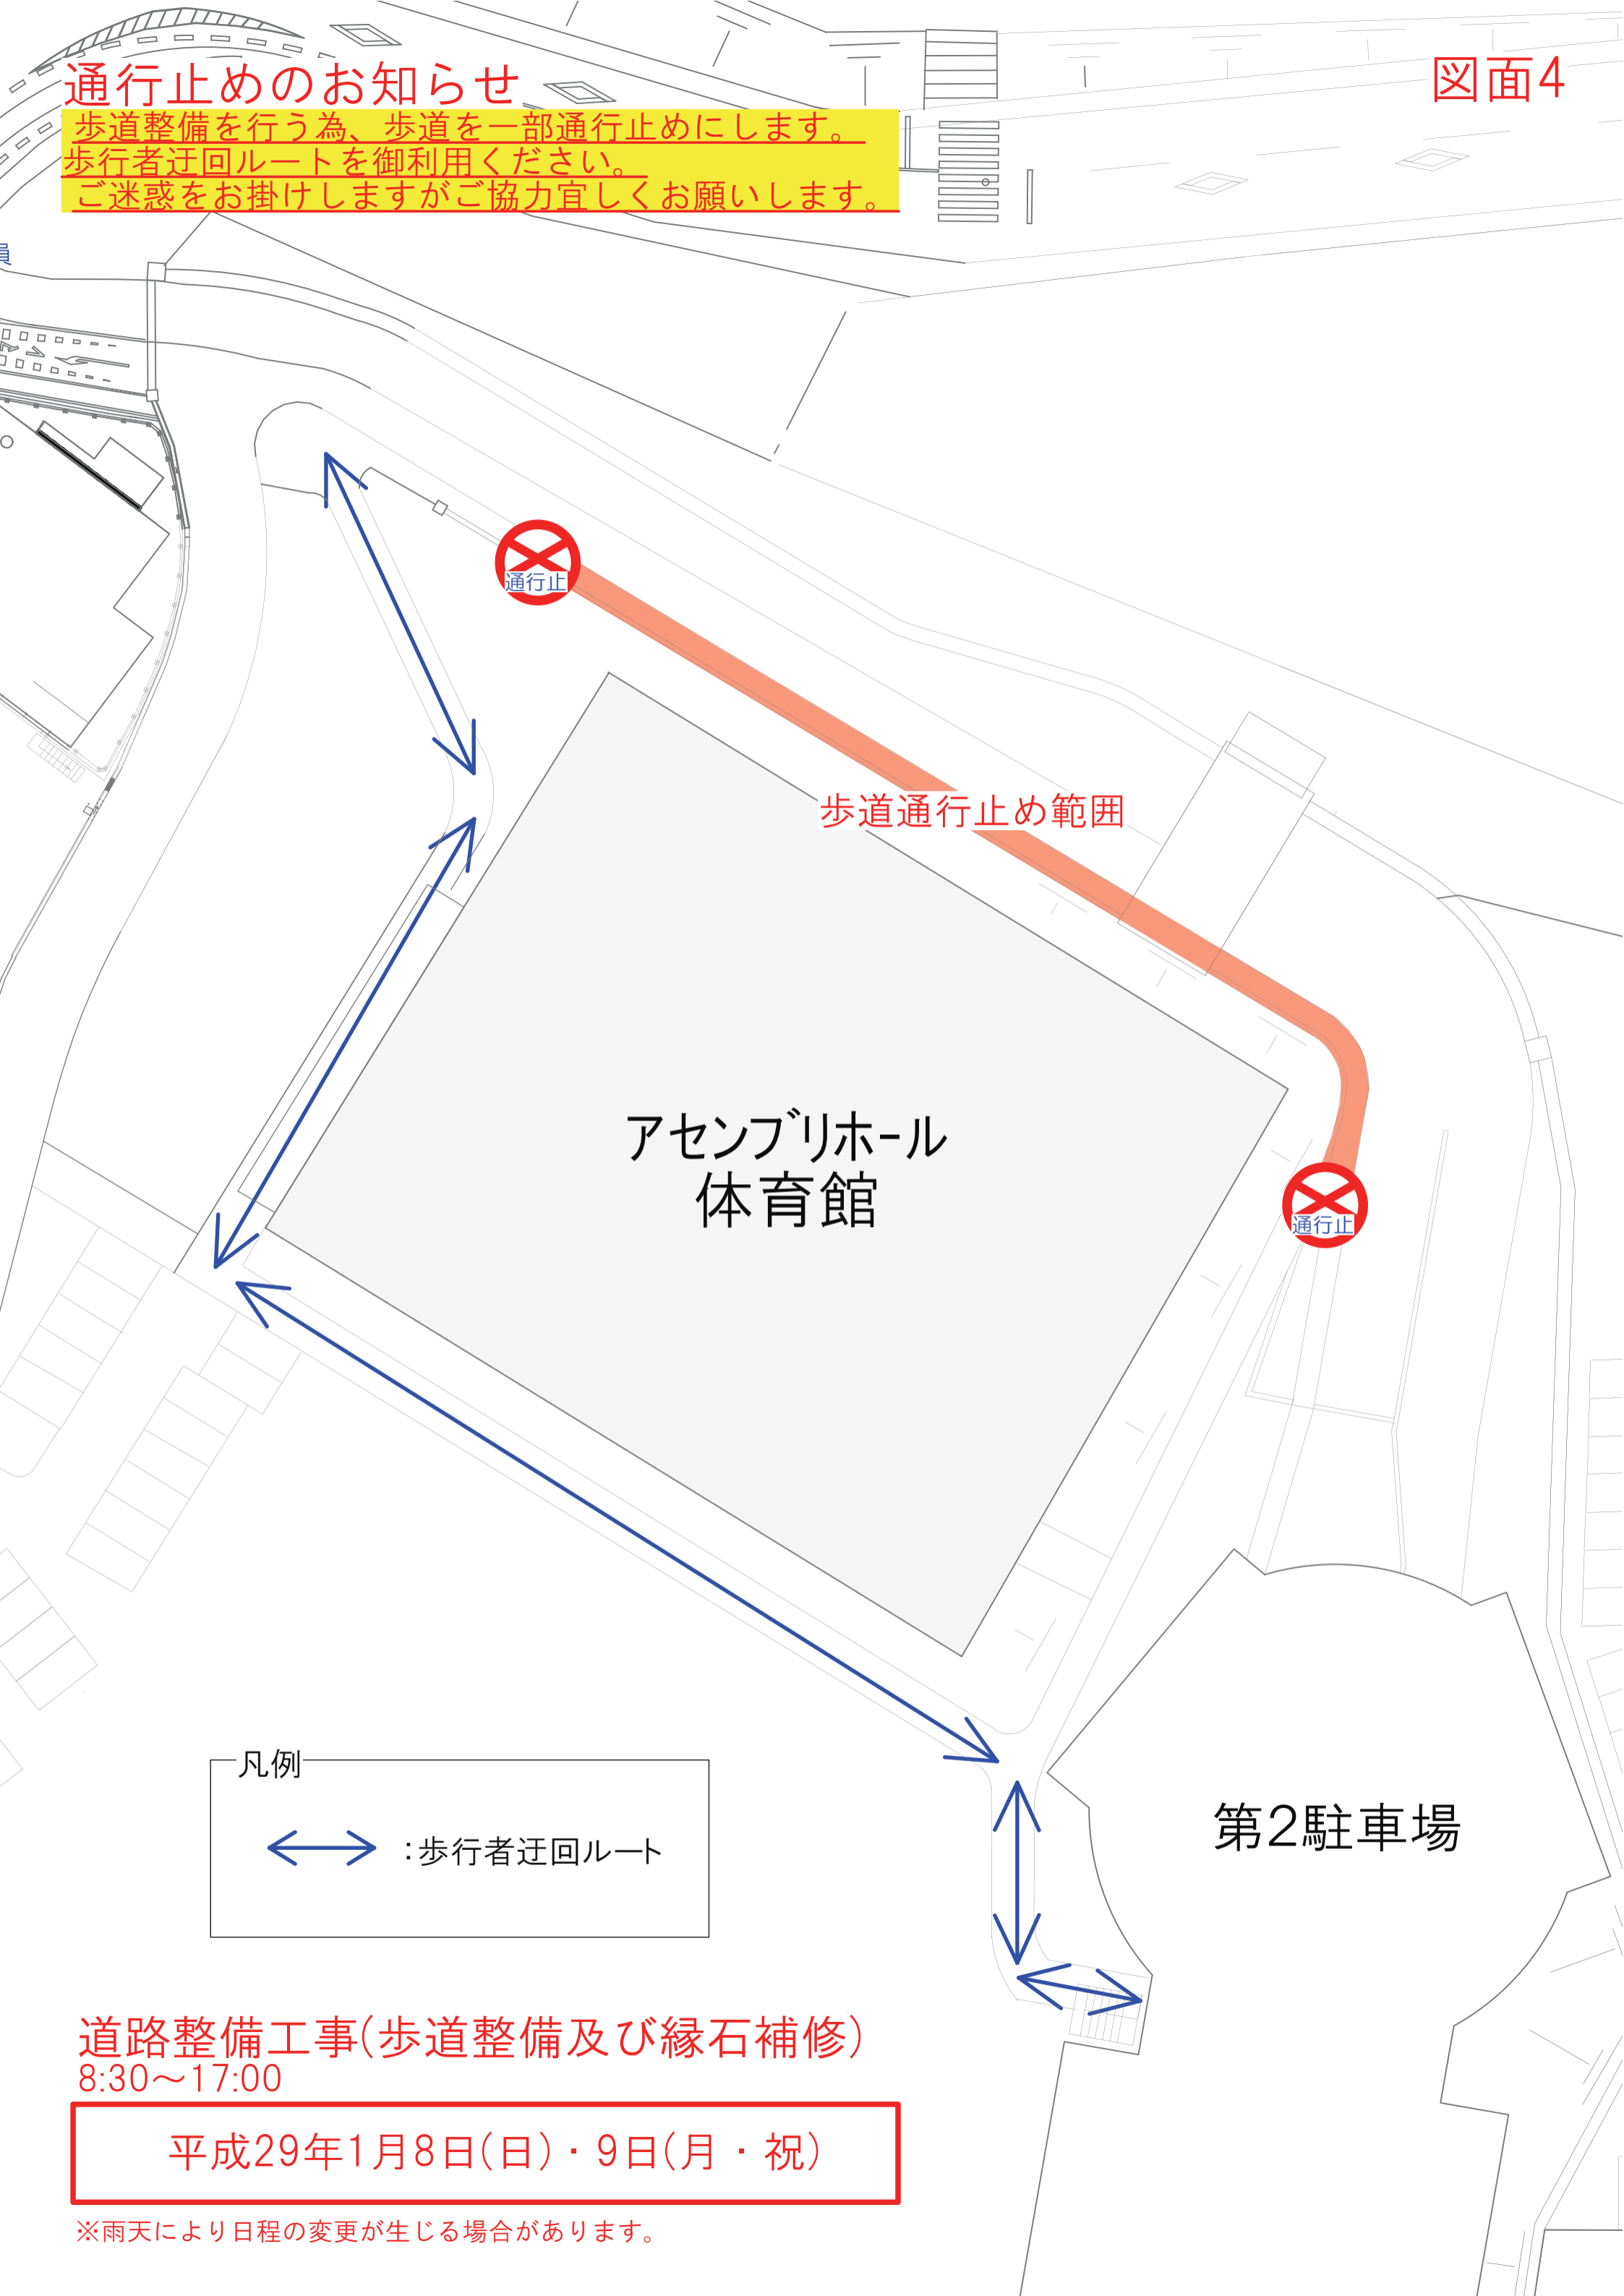 通行止めのお知らせ
図面4
歩道整備を行う為、歩道を一部通行止めにします。
歩行者迂回ルートを御利用ください。
ご迷惑をお掛けしますがご協力宜しくお願いします。
通行止
歩道通行止め範囲
アセンブリホール
体育館
通行止
凡例
:歩行者迂回ルート
第2駐車場
道路整備工事(歩道整備及び縁石補修)
8:30～17:00
平成29年1月8日(日)・9日(月・祝)
※雨天により日程の変更が生じる場合があります。